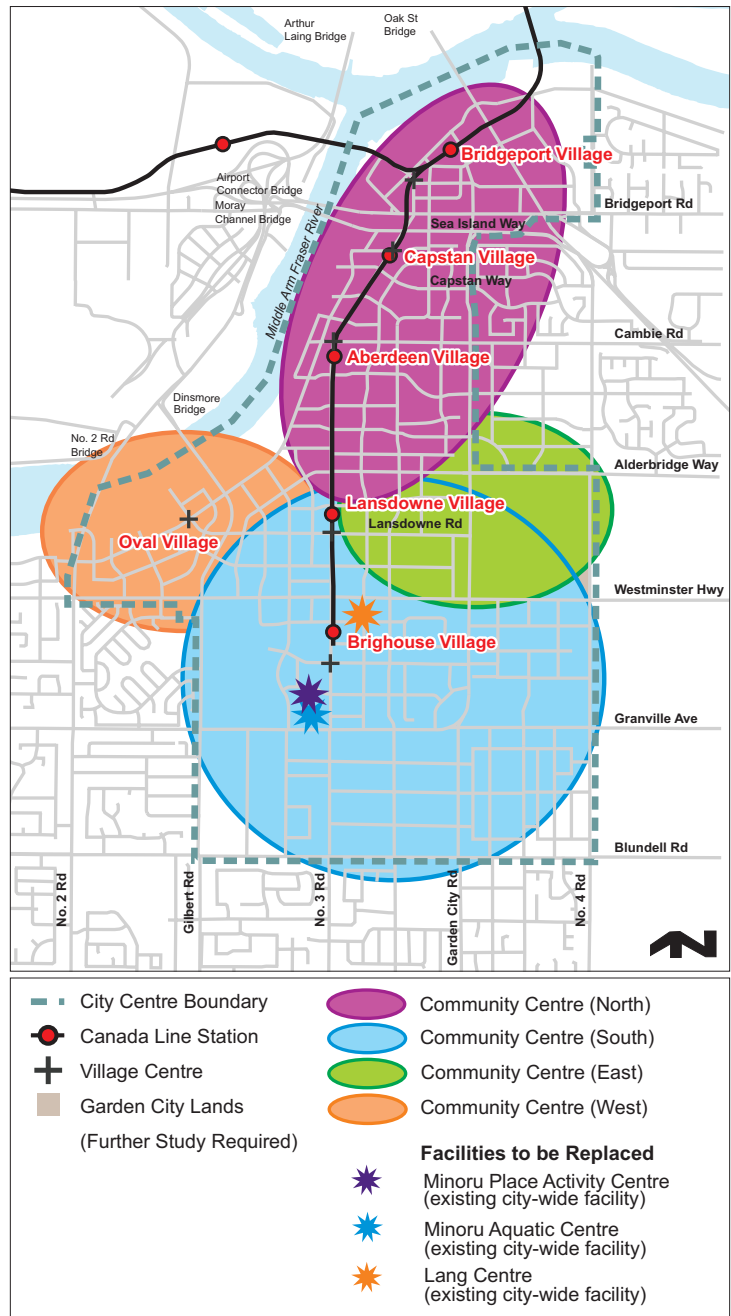 Arthur
Laing Bridge
Oak St
Bridge
Bridgeport Village
Airport
Connector Bridge
Moray
Channel Bridge
Bridgeport Rd
Sea Island Way
Middle Arm Fraser River
Capstan Village
Capstan Way
Cambie Rd
Aberdeen Village
Dinsmore
Bridge
No. 2 Rd
Bridge
Alderbridge Way
Lansdowne Village
Lansdowne Rd
Oval Village
Westminster Hwy
Brighouse Village
Granville Ave
Blundell Rd
No. 2 Rd
Gilbert Rd
No. 3 Rd
Garden City Rd
No. 4 Rd
N
City Centre Boundary
Canada Line Station
Village Centre
Garden City Lands
(Further Study Required)
Community Centre (North)
Community Centre (South)
Community Centre (East)
Community Centre (West)
Facilities to be Replaced
Minoru Place Activity Centre
(existing city-wide facility)
Minoru Aquatic Centre
(existing city-wide facility)
Lang Centre
(existing city-wide facility)